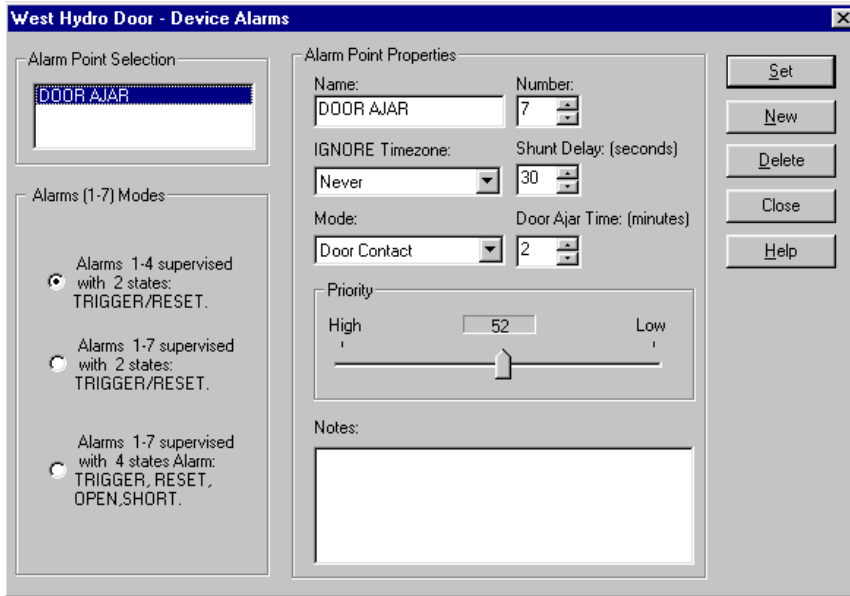 West Hydro Door - Device Alarms
Alarm Point Selection
DOOR AJAR
Alarms (1-7) Modes
Alarms 1-4 supervised
with 2 states:
TRIGGER/RESET.
Alarms 1-7 supervised
with 2 states:
TRIGGER/RESET.
Alarms 1-7 supervised
with 4 states Alarm:
TRIGGER, RESET,
OPEN,SHORT.
Alarm Point Properties
Name:
DOOR AJAR
Number:
7
IGNORE Timezone:
Never
Shunt Delay: (seconds)
30
Mode:
Door Contact
Door Ajar Time: (minutes)
2
Priority
High 52 Low
Notes:
Set
New
Delete
Close
Help